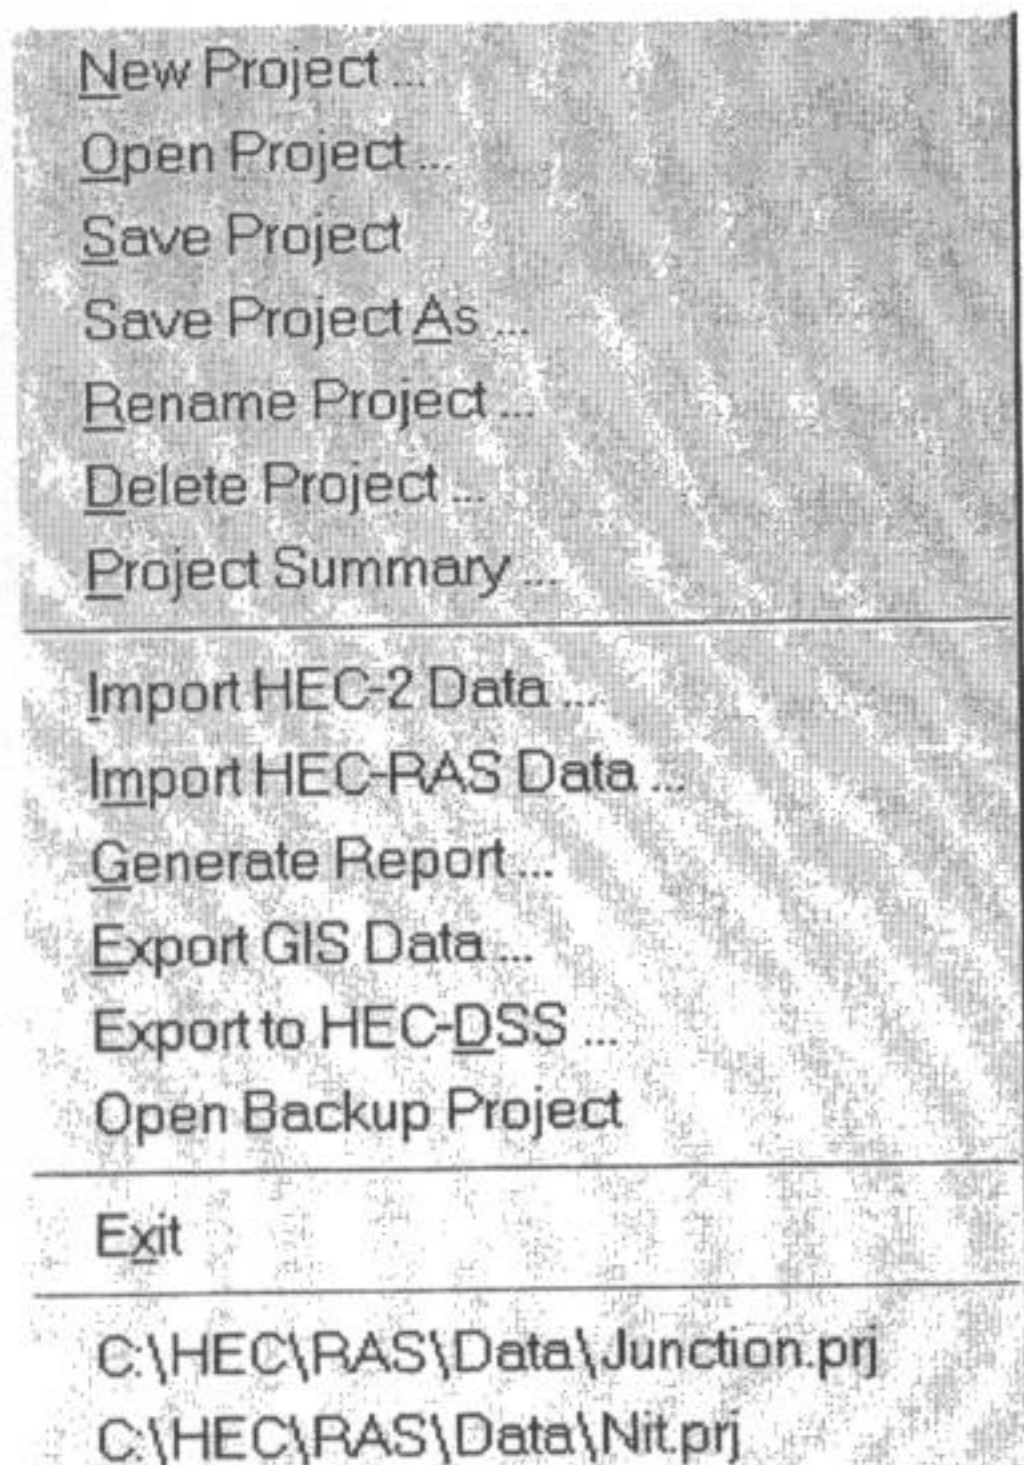 New Project ...
Open Project ...
Save Project
Save Project As ...
Rename Project ...
Delete Project ...
Project Summary ...
Import HEC-2 Data ...
Import HEC-RAS Data ...
Generate Report ...
Export GIS Data ...
Export to HEC-DSS ...
Open Backup Project
Exit
C:\HEC\RAS\Data\Junction.prj
C:\HEC\RAS\Data\Nit.prj